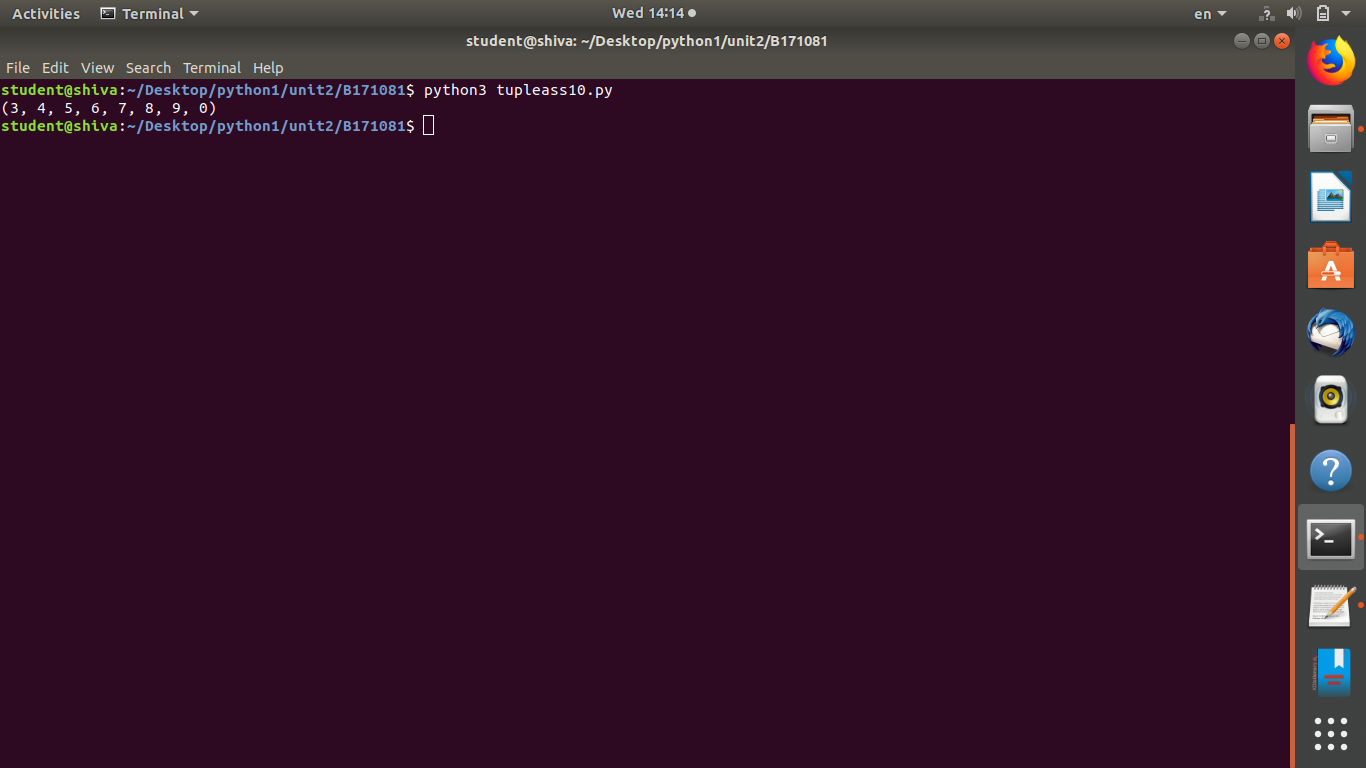 Activities Terminal Wed 14:14 en
student@shiva: ~/Desktop/python1/unit2/B171081
File Edit View Search Terminal Help
student@shiva:~/Desktop/python1/unit2/B171081$ python3 tupleass10.py
(3, 4, 5, 6, 7, 8, 9, 0)
student@shiva:~/Desktop/python1/unit2/B171081$